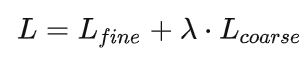 L = L_{fine} + λ · L_{coarse}